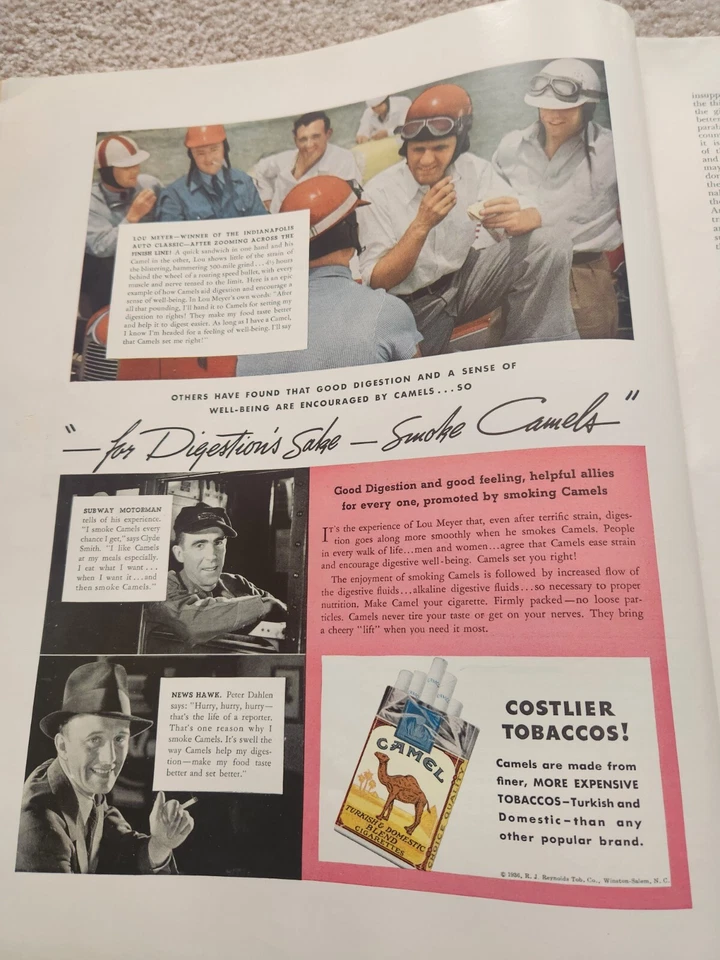 LOU MEYER—WINNER OF THE INDIANAPOLIS
AUTO CLASSIC—AFTER ZOOMING ACROSS THE
FINISH LINE! A quick sandwich in one hand and his
Camel in the other, Lou shows little of the strain of
the blistering, hammering 500-mile grind...4½ hours
behind the wheel of a roaring speed bullet, with every
muscle and nerve tensed to the limit. Here is an epic
example of how Camels aid digestion and encourage a
sense of well-being. In Lou Meyer's own words: "After
all that pounding, I'll hand it to Camels for setting my
digestion to rights! They make my food taste better
and help it to digest easier. As long as I have a Camel,
I know I'm headed for a feeling of well-being. I'll say
that Camels set me right!"
OTHERS HAVE FOUND THAT GOOD DIGESTION AND A SENSE OF
WELL-BEING ARE ENCOURAGED BY CAMELS...SO
"—for Digestion's Sake—Smoke Camels"
SUBWAY MOTORMAN
tells of his experience.
"I smoke Camels every
chance I get," says Clyde
Smith. "I like Camels
at my meals especially.
I eat what I want...
when I want it...and
then smoke Camels."
NEWS HAWK. Peter Dahlen
says: "Hurry, hurry, hurry—
that's the life of a reporter.
That's one reason why I
smoke Camels. It's swell the
way Camels help my diges-
tion—make my food taste
better and set better."
Good Digestion and good feeling, helpful allies
for every one, promoted by smoking Camels
IT'S the experience of Lou Meyer that, even after terrific strain, diges-
tion goes along more smoothly when he smokes Camels. People
in every walk of life...men and women...agree that Camels ease strain
and encourage digestive well-being. Camels set you right!
The enjoyment of smoking Camels is followed by increased flow of
the digestive fluids...alkaline digestive fluids...so necessary to proper
nutrition. Make Camel your cigarette. Firmly packed—no loose par-
ticles. Camels never tire your taste or get on your nerves. They bring
a cheery "lift" when you need it most.
CAMEL
TURKISH & DOMESTIC
BLEND
CIGARETTES
CHOICE QUALITY
COSTLIER
TOBACCOS!
Camels are made from
finer, MORE EXPENSIVE
TOBACCOS—Turkish and
Domestic—than any
other popular brand.
© 1936, R. J. Reynolds Tob. Co., Winston-Salem, N. C.